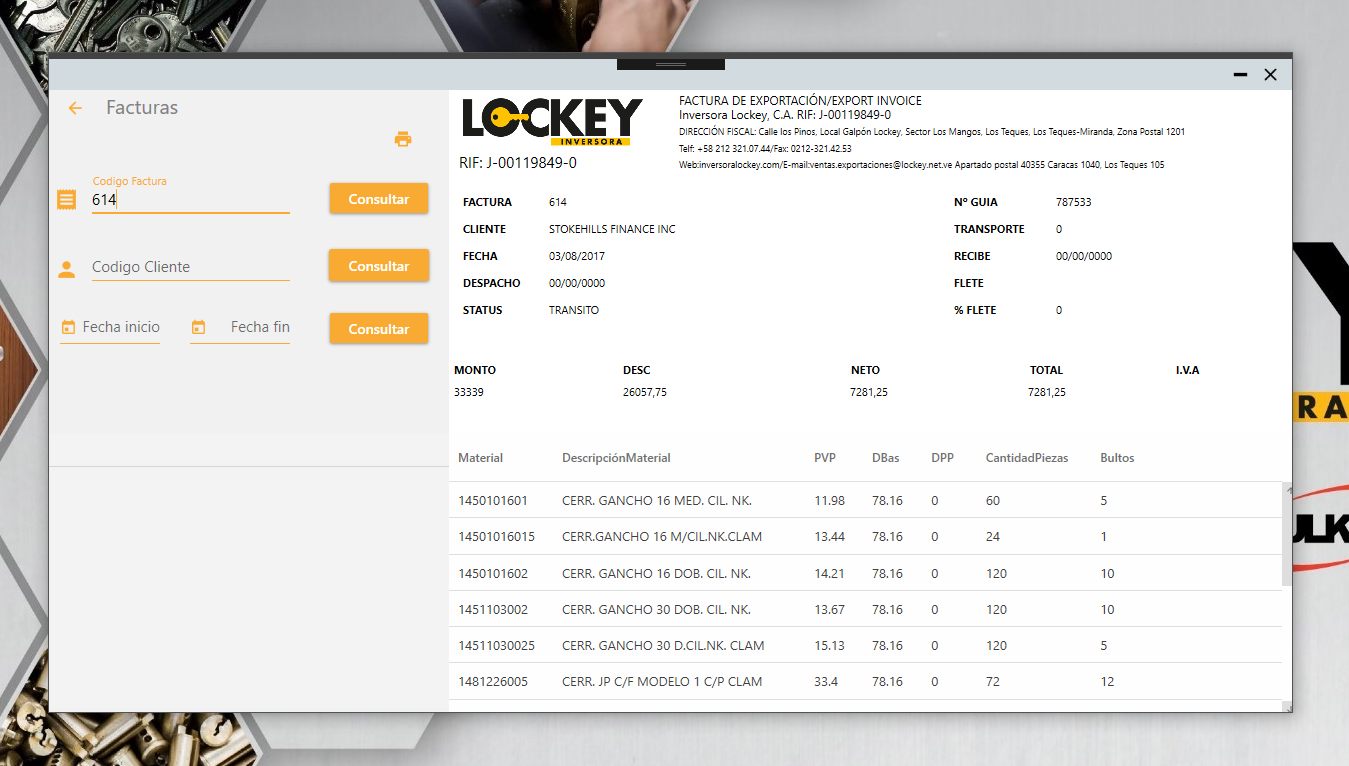 Facturas
Codigo Factura
614
Consultar
Codigo Cliente
Consultar
Fecha inicio
Fecha fin
Consultar
LOCKEY
INVERSORA
RIF: J-00119849-0
FACTURA DE EXPORTACIÓN/EXPORT INVOICE
Inversora Lockey, C.A. RIF: J-00119849-0
DIRECCIÓN FISCAL: Calle los Pinos, Local Galpón Lockey, Sector Los Mangos, Los Teques, Los Teques-Miranda, Zona Postal 1201
Telf: +58 212 321.07.44/Fax: 0212-321.42.53
Web:inversoralockey.com/E-mail:ventas.exportaciones@lockey.net.ve Apartado postal 40355 Caracas 1040, Los Teques 105
FACTURA 614 Nº GUIA 787533
CLIENTE STOKEHILLS FINANCE INC TRANSPORTE 0
FECHA 03/08/2017 RECIBE 00/00/0000
DESPACHO 00/00/0000 FLETE
STATUS TRANSITO % FLETE 0
MONTO DESC NETO TOTAL I.V.A
33339 26057,75 7281,25 7281,25
Material DescripciónMaterial PVP DBas DPP CantidadPiezas Bultos
1450101601 CERR. GANCHO 16 MED. CIL. NK. 11.98 78.16 0 60 5
14501016015 CERR.GANCHO 16 M/CIL.NK.CLAM 13.44 78.16 0 24 1
1450101602 CERR. GANCHO 16 DOB. CIL. NK. 14.21 78.16 0 120 10
1451103002 CERR. GANCHO 30 DOB. CIL. NK. 13.67 78.16 0 120 10
14511030025 CERR. GANCHO 30 D.CIL.NK. CLAM 15.13 78.16 0 120 5
1481226005 CERR. JP C/F MODELO 1 C/P CLAM 33.4 78.16 0 72 12
Y
RA